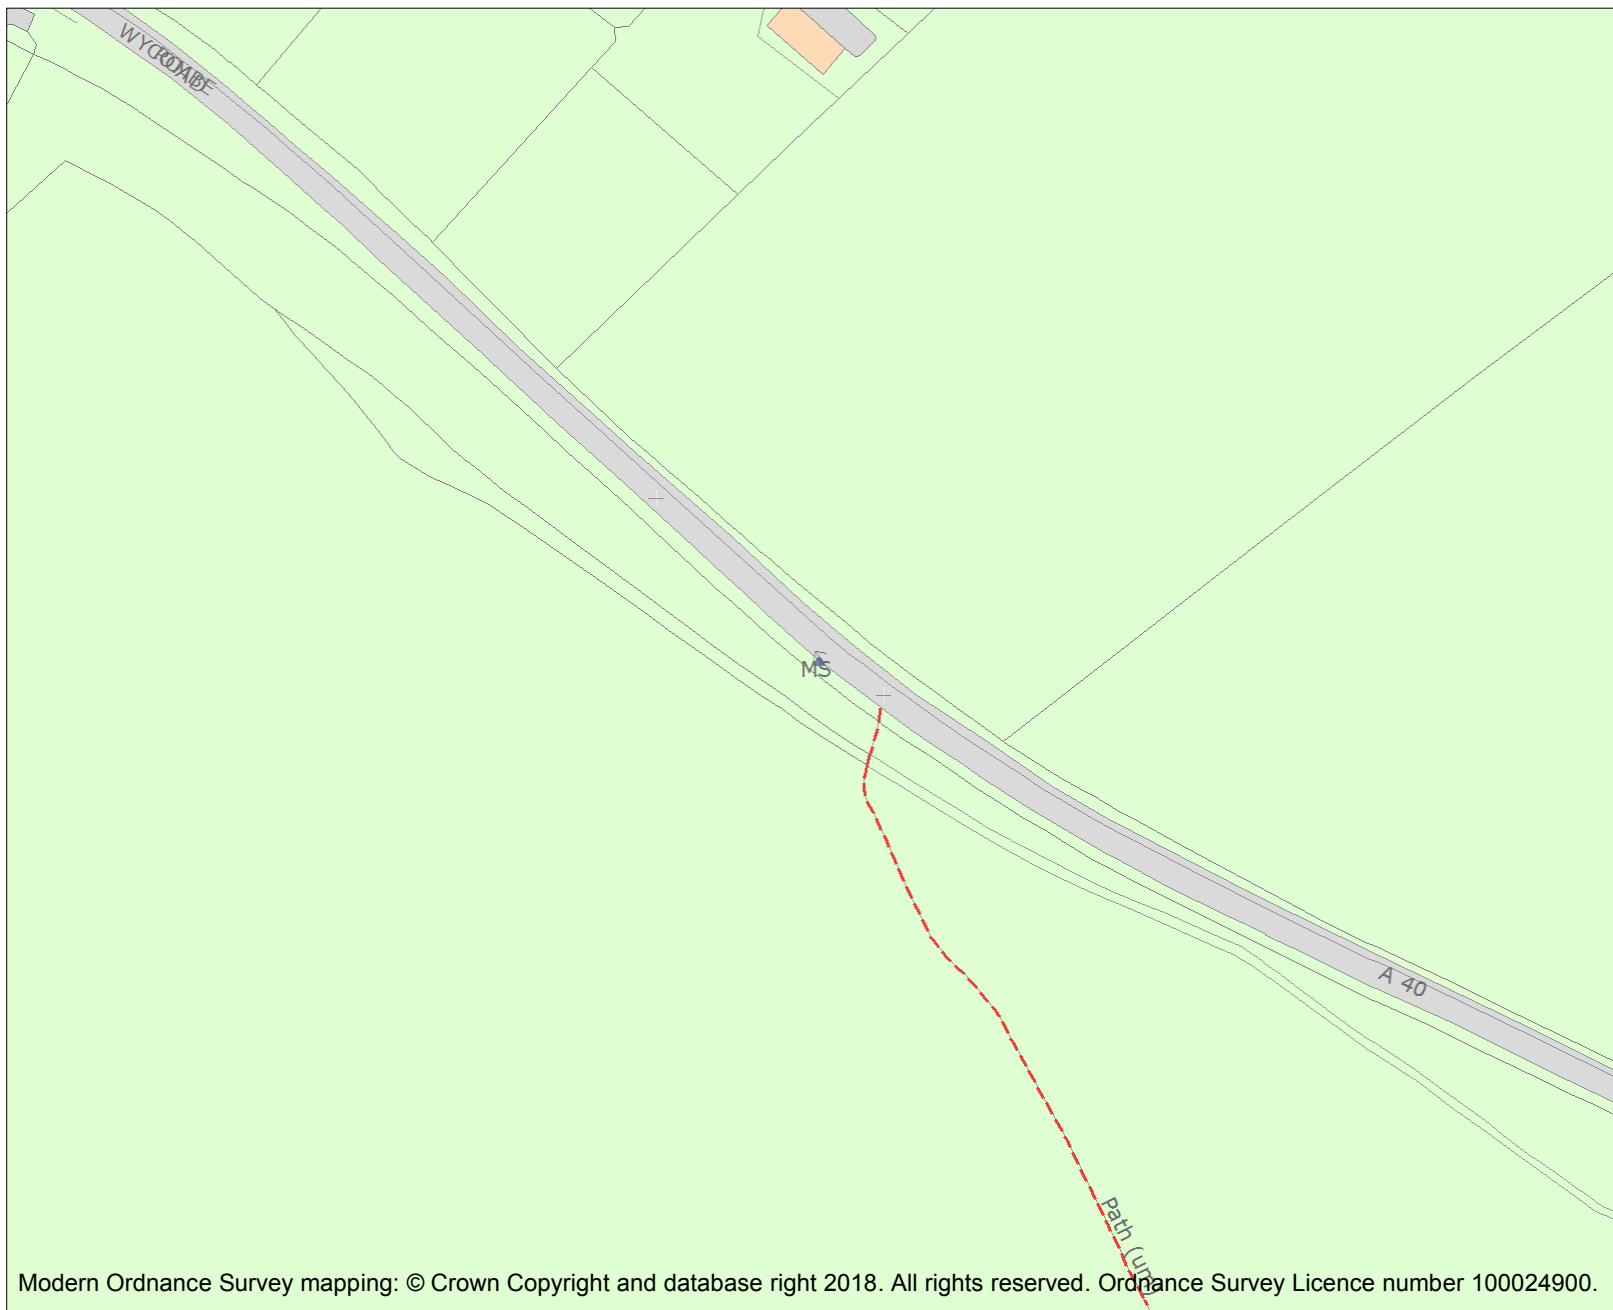 WYCOMBE
ROAD
MS
A 40
Path (um)
Modern Ordnance Survey mapping: © Crown Copyright and database right 2018. All rights reserved. Ordnance Survey Licence number 100024900.